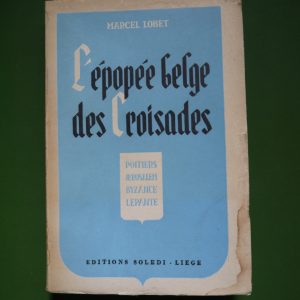 MARCEL LOBET
L'épopée belge
des Croisades
POITIERS
JERUSALEM
BYZANCE
LEPANTE
EDITIONS SOLEDI - LIEGE